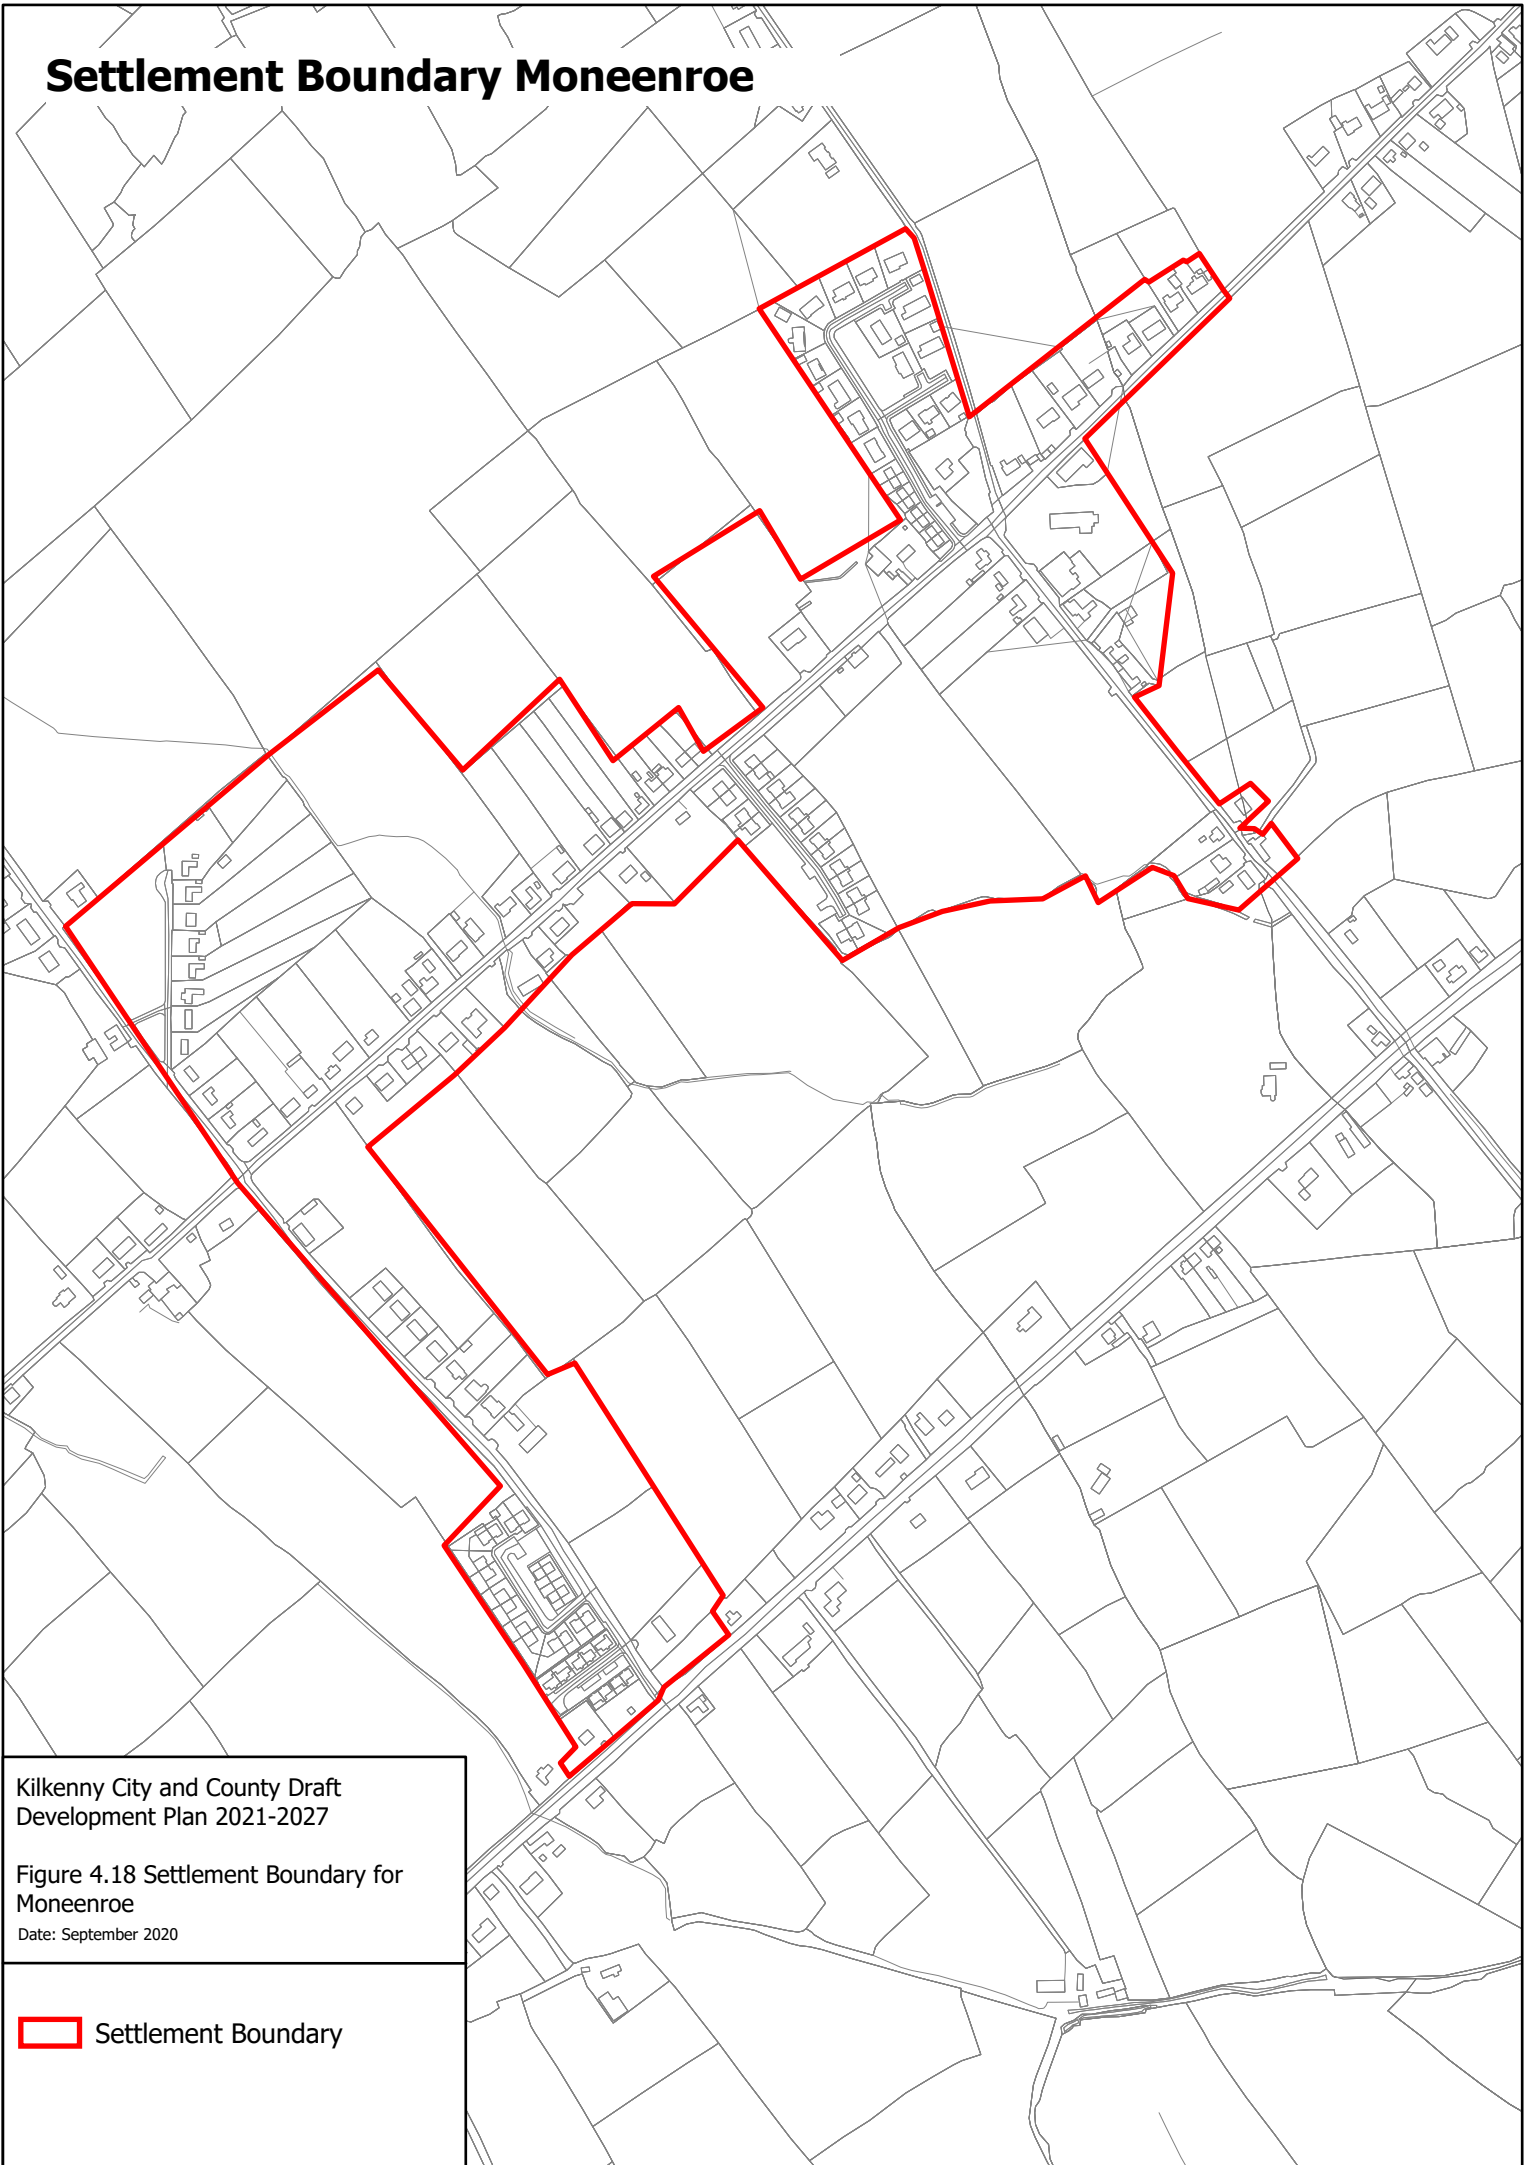 Settlement Boundary Moneenroe
Kilkenny City and County Draft
Development Plan 2021-2027
Figure 4.18 Settlement Boundary for
Moneenroe
Date: September 2020
Settlement Boundary